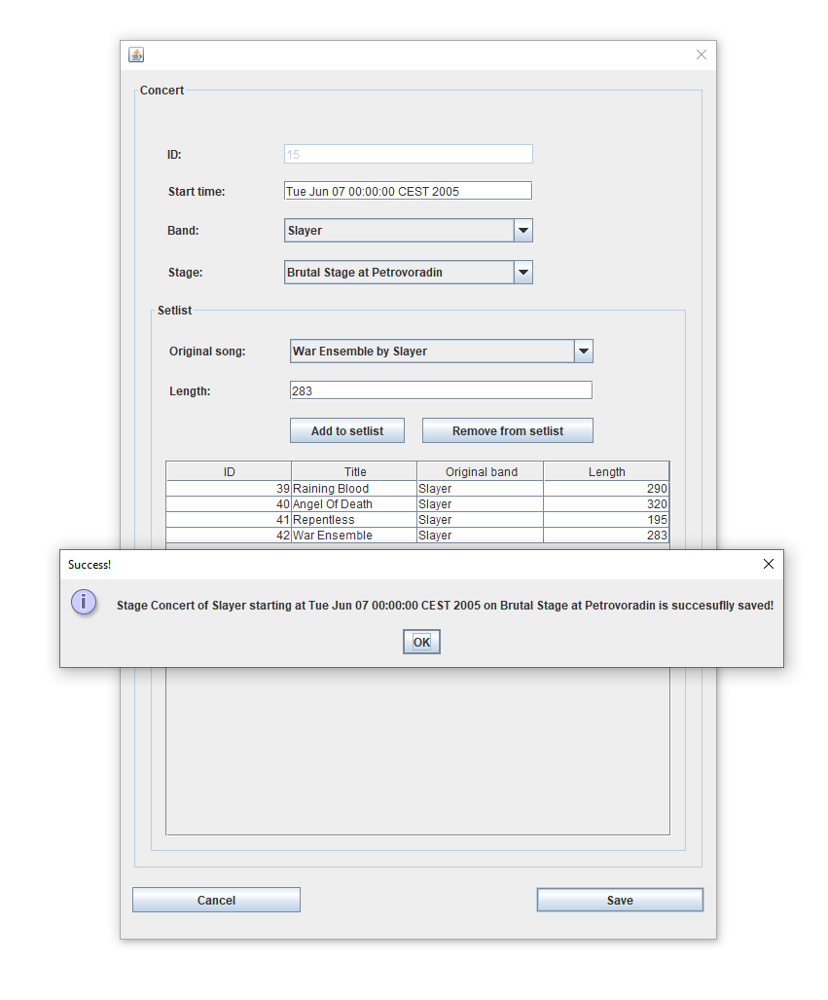 Concert
ID: 15
Start time: Tue Jun 07 00:00:00 CEST 2005
Band: Slayer
Stage: Brutal Stage at Petrovoradin
Setlist
Original song: War Ensemble by Slayer
Length: 283
Add to setlist Remove from setlist
ID Title Original band Length
39 Raining Blood Slayer 290
40 Angel Of Death Slayer 320
41 Repentless Slayer 195
42 War Ensemble Slayer 283
Success!
i
Stage Concert of Slayer starting at Tue Jun 07 00:00:00 CEST 2005 on Brutal Stage at Petrovoradin is succesuflly saved!
OK
Cancel Save